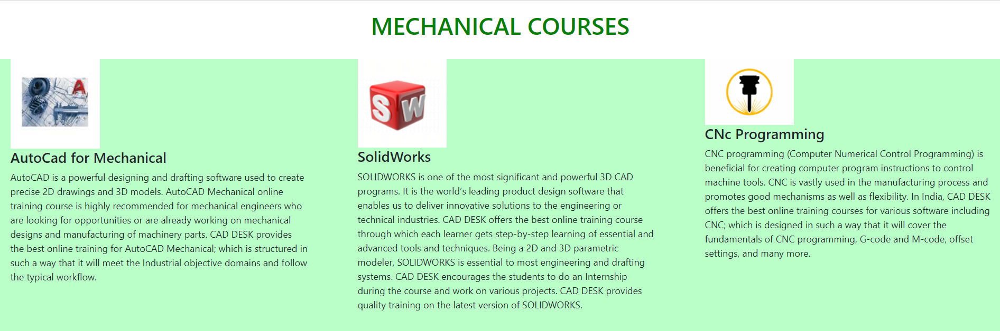 MECHANICAL COURSES
A
AutoCad for Mechanical
AutoCAD is a powerful designing and drafting software used to create
precise 2D drawings and 3D models. AutoCAD Mechanical online
training course is highly recommended for mechanical engineers who
are looking for opportunities or are already working on mechanical
designs and manufacturing of machinery parts. CAD DESK provides
the best online training for AutoCAD Mechanical; which is structured in
such a way that it will meet the Industrial objective domains and follow
the typical workflow.
S W
SolidWorks
SOLIDWORKS is one of the most significant and powerful 3D CAD
programs. It is the world’s leading product design software that
enables us to deliver innovative solutions to the engineering or
technical industries. CAD DESK offers the best online training course
through which each learner gets step-by-step learning of essential and
advanced tools and techniques. Being a 2D and 3D parametric
modeler, SOLIDWORKS is essential to most engineering and drafting
systems. CAD DESK encourages the students to do an Internship
during the course and work on various projects. CAD DESK provides
quality training on the latest version of SOLIDWORKS.
CNc Programming
CNC programming (Computer Numerical Control Programming) is
beneficial for creating computer program instructions to control
machine tools. CNC is vastly used in the manufacturing process and
promotes good mechanisms as well as flexibility. In India, CAD DESK
offers the best online training courses for various software including
CNC; which is designed in such a way that it will cover the
fundamentals of CNC programming, G-code and M-code, offset
settings, and many more.